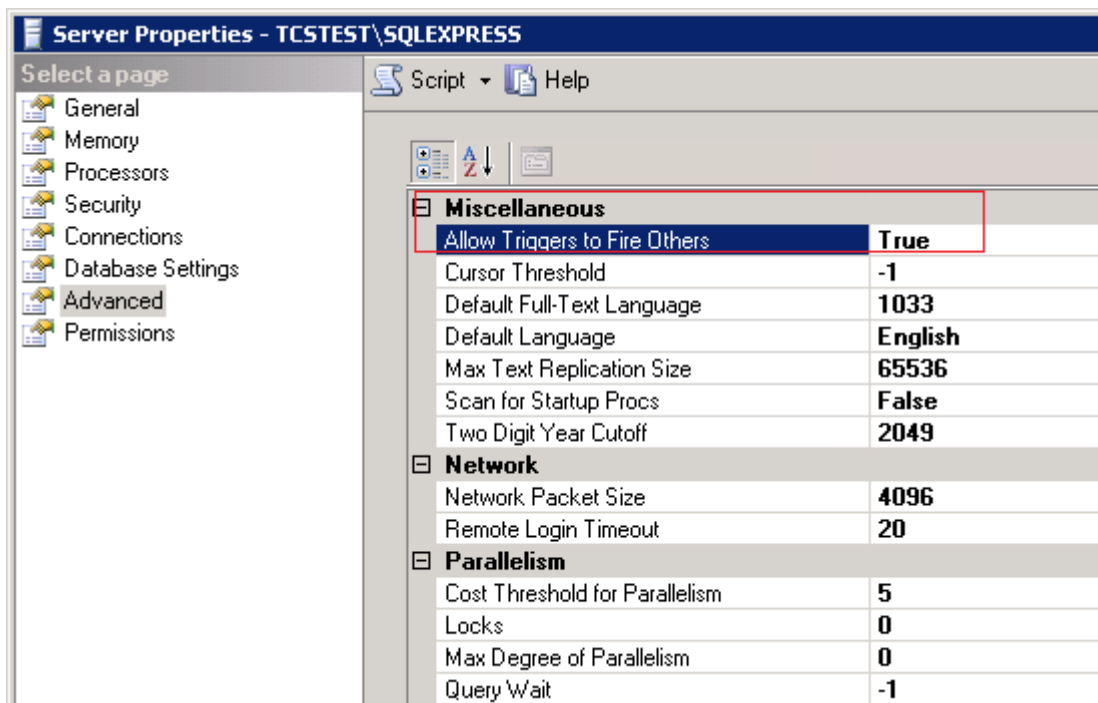 Server Properties - TCSTEST\SQLEXPRESS
Select a page
General
Memory
Processors
Security
Connections
Database Settings
Advanced
Permissions
Script Help
Miscellaneous
Allow Triggers to Fire Others True
Cursor Threshold -1
Default Full-Text Language 1033
Default Language English
Max Text Replication Size 65536
Scan for Startup Procs False
Two Digit Year Cutoff 2049
Network
Network Packet Size 4096
Remote Login Timeout 20
Parallelism
Cost Threshold for Parallelism 5
Locks 0
Max Degree of Parallelism 0
Query Wait -1